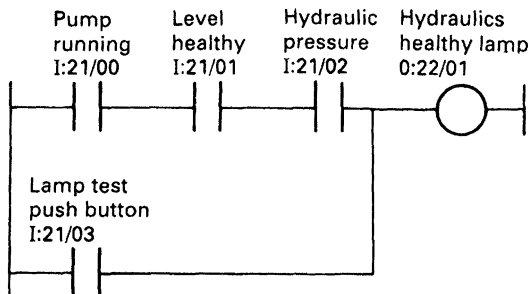 Pump
running
I:21/00
Level
healthy
I:21/01
Hydraulic
pressure
I:21/02
Hydraulics
healthy lamp
0:22/01
Lamp test
push button
I:21/03